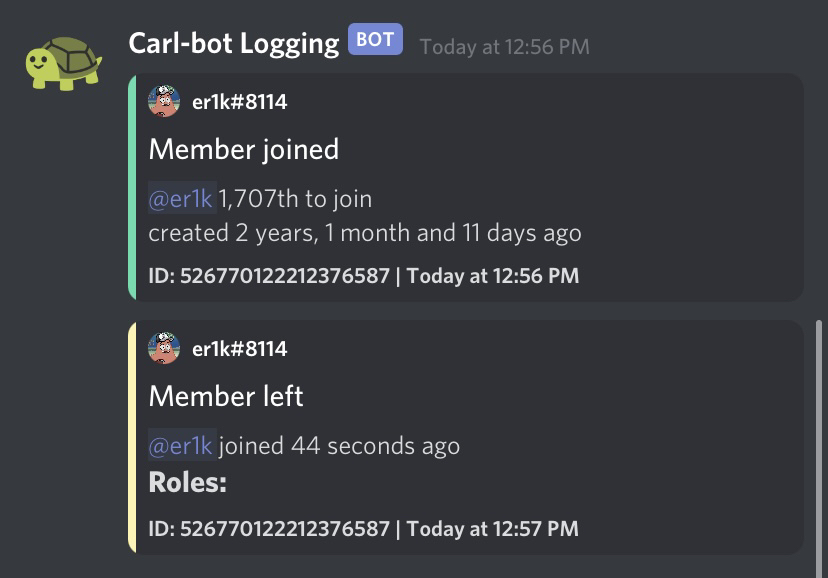 Carl-bot Logging BOT Today at 12:56 PM
er1k#8114
Member joined
@er1k 1,707th to join
created 2 years, 1 month and 11 days ago
ID: 526770122212376587 | Today at 12:56 PM
er1k#8114
Member left
@er1k joined 44 seconds ago
Roles:
ID: 526770122212376587 | Today at 12:57 PM